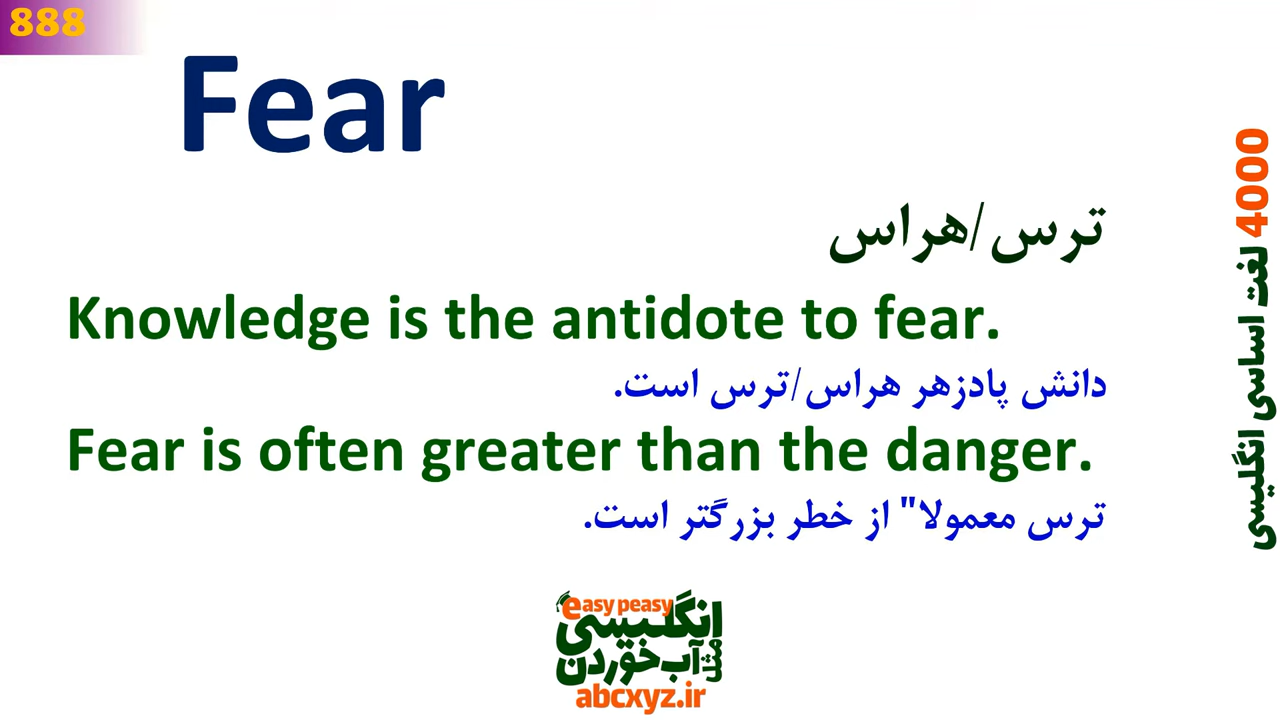 888
Fear
ترس/هراس
Knowledge is the antidote to fear.
دانش پادزهر هراس/ترس است.
Fear is often greater than the danger.
ترس معمولا" از خطر بزرگتر است.
4000 لغت اساسی انگلیسی
easy peasy
انگلیسی
مثل آب خوردن
abcxyz.ir